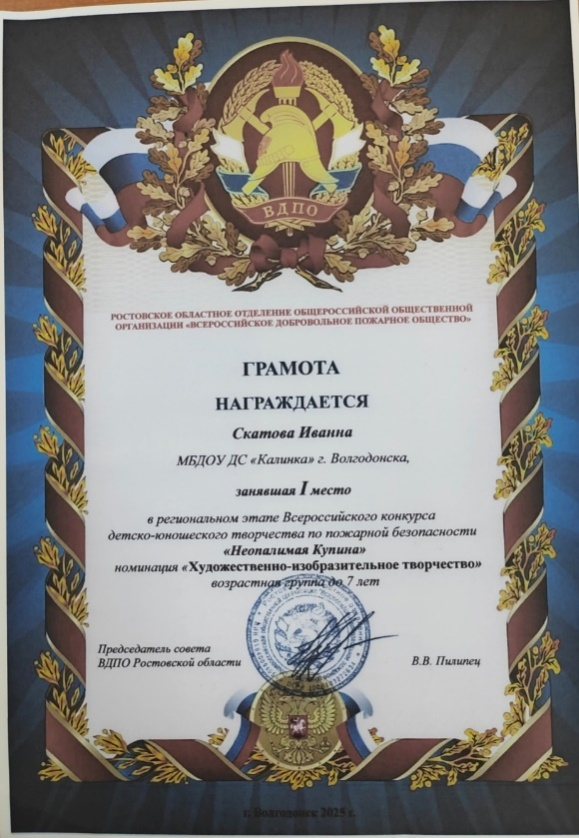 ВДПО
РОСТОВСКОЕ ОБЛАСТНОЕ ОТДЕЛЕНИЕ ОБЩЕРОССИЙСКОЙ ОБЩЕСТВЕННОЙ
ОРГАНИЗАЦИИ «ВСЕРОССИЙСКОЕ ДОБРОВОЛЬНОЕ ПОЖАРНОЕ ОБЩЕСТВО»
ГРАМОТА
НАГРАЖДАЕТСЯ
Скатова Иванна
МБДОУ ДС «Калинка» г. Волгодонска,
занявшая I место
в региональном этапе Всероссийского конкурса
детско-юношеского творчества по пожарной безопасности
«Неопалимая Купина»
номинация «Художественно-изобразительное творчество»
возрастная группа до 7 лет
Председатель совета
ВДПО Ростовской области
В.В. Пилипец
г. Волгодонск 2025 г.